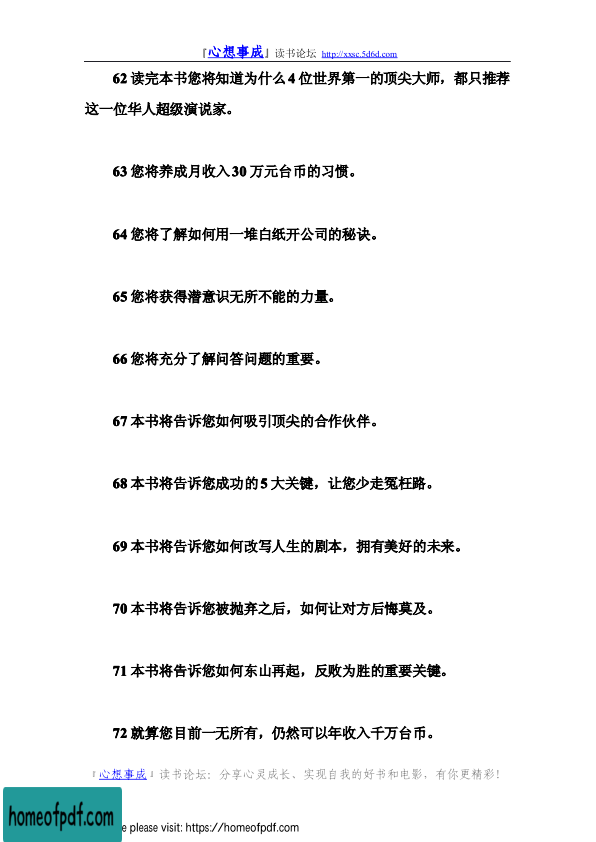 『心想事成』读书论坛 http://xxsc.5d6d.com
62 读完本书您将知道为什么 4 位世界第一的顶尖大师，都只推荐
这一位华人超级演说家。
63 您将养成月收入 30 万元台币的习惯。
64 您将了解如何用一堆白纸开公司的秘诀。
65 您将获得潜意识无所不能的力量。
66 您将充分了解问答问题的重要。
67 本书将告诉您如何吸引顶尖的合作伙伴。
68 本书将告诉您成功的 5 大关键，让您少走冤枉路。
69 本书将告诉您如何改写人生的剧本，拥有美好的未来。
70 本书将告诉您被抛弃之后，如何让对方后悔莫及。
71 本书将告诉您如何东山再起，反败为胜的重要关键。
72 就算您目前一无所有，仍然可以年收入千万台币。
『心想事成』读书论坛：分享心灵成长、实现自我的好书和电影，有你更精彩！
homeofpdf.com
e please visit: https://homeofpdf.com